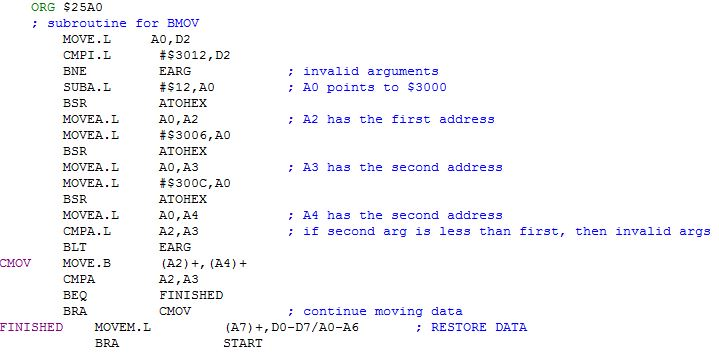 ORG $25A0
; subroutine for BMOV
MOVE.L A0,D2
CMPI.L #$3012,D2
BNE EARG ; invalid arguments
SUBA.L #$12,A0 ; A0 points to $3000
BSR ATOHEX
MOVEA.L A0,A2 ; A2 has the first address
MOVEA.L #$3006,A0
BSR ATOHEX
MOVEA.L A0,A3 ; A3 has the second address
MOVEA.L #$300C,A0
BSR ATOHEX
MOVEA.L A0,A4 ; A4 has the second address
CMPA.L A2,A3 ; if second arg is less than first, then invalid args
BLT EARG
CMOV MOVE.B (A2)+,(A4)+
CMPA A2,A3
BEQ FINISHED
BRA CMOV ; continue moving data
FINISHED MOVEM.L (A7)+,D0-D7/A0-A6 ; RESTORE DATA
BRA START